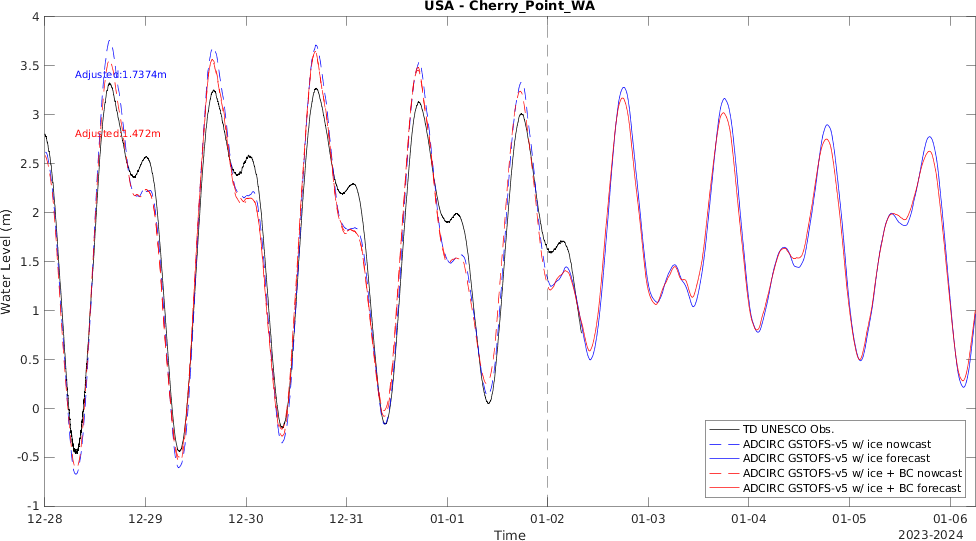 USA - Cherry_Point_WA
4
3.5
3
2.5
2
1.5
1
0.5
0
-0.5
-1
Water Level (m)
Adjusted:1.7374m
Adjusted:1.472m
TD UNESCO Obs.
ADCIRC GSTOFS-v5 w/ ice nowcast
ADCIRC GSTOFS-v5 w/ ice forecast
ADCIRC GSTOFS-v5 w/ ice + BC nowcast
ADCIRC GSTOFS-v5 w/ ice + BC forecast
12-28 12-29 12-30 12-31 01-01 01-02 01-03 01-04 01-05 01-06
Time
2023-2024